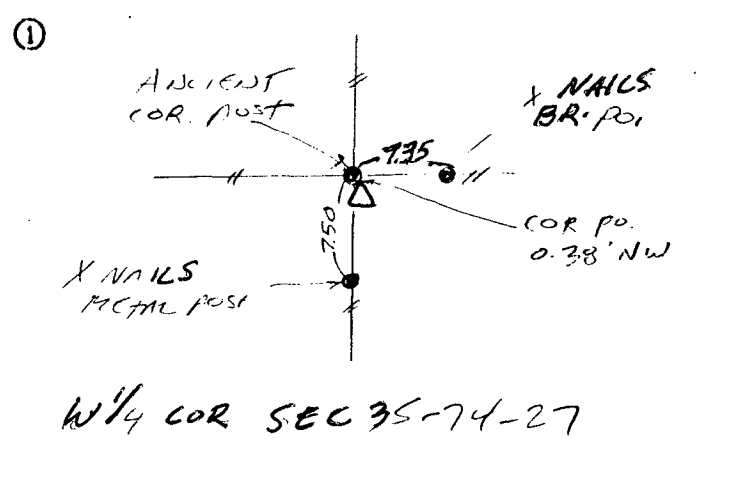 1
ANCIENT
COR. POST
X NAILS
BR. PO.
7.35
7.50
COR PO.
0.38' NW
X NAILS
METAL POST
W 1/4 COR SEC 35-74-27